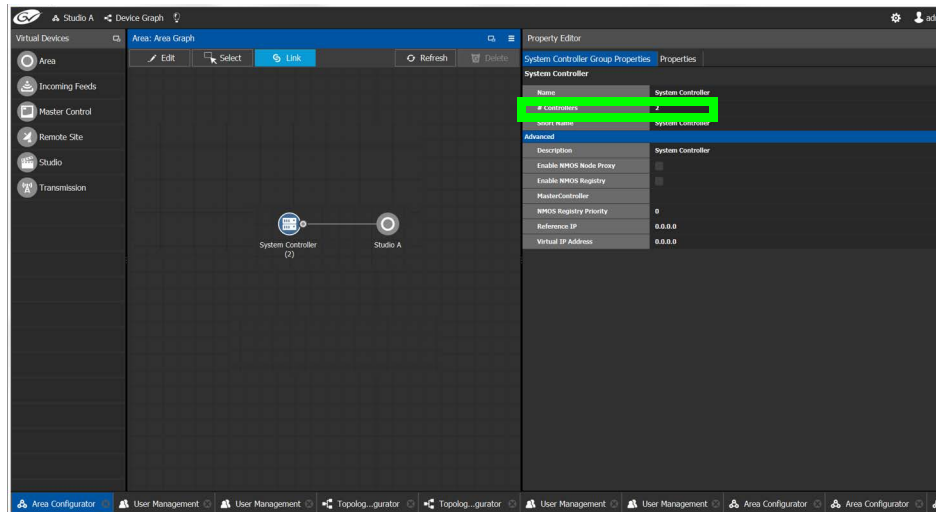 Studio A Device Graph adm
Virtual Devices
Area
Incoming Feeds
Master Control
Remote Site
Studio
Transmission
Area: Area Graph
Edit Select Link Refresh Delete
System Controller
(2)
Studio A
Property Editor
System Controller Group Properties Properties
System Controller
Name System Controller
# Controllers 2
Short Name System Controller
Advanced
Description System Controller
Enable NMOS Node Proxy
Enable NMOS Registry
MasterController
NMOS Registry Priority 0
Reference IP 0.0.0.0
Virtual IP Address 0.0.0.0
Area Configurator User Management User Management Topolog...gurator Topolog...gurator User Management User Management Area Configurator Area Configurator